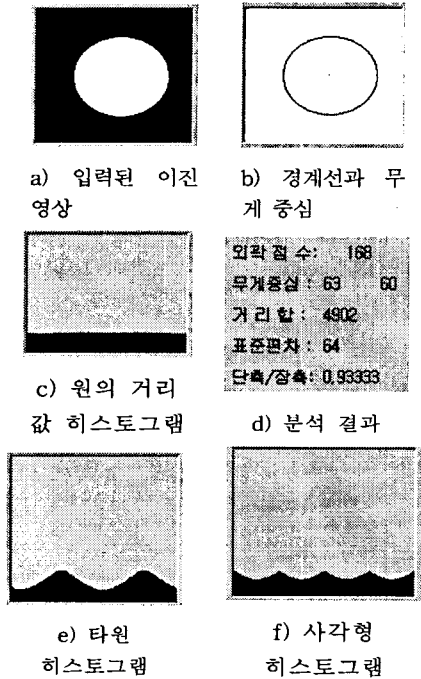 a) 입력된 이진
영상
b) 경계선과 무
게 중심
외곽 점 수: 168
무게중심 : 63 60
거 리 합 : 4902
표준편차 : 64
단축/장축: 0.93333
c) 원의 거리
값 히스토그램
d) 분석 결과
e) 타원
히스토그램
f) 사각형
히스토그램